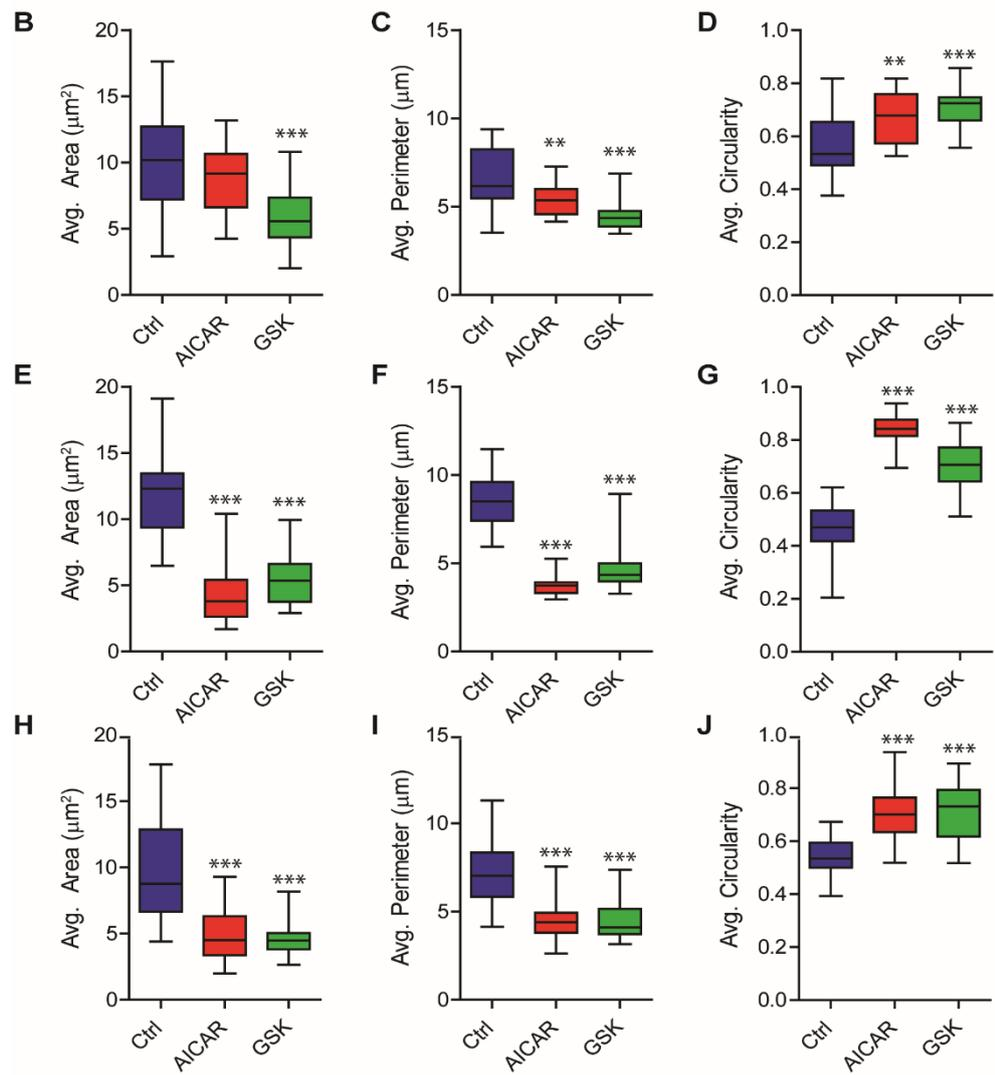 B
20
15
10
5
0
Avg. Area (μm²)
***
Ctrl
AICAR
GSK
C
15
10
5
0
Avg. Perimeter (μm)
**
***
Ctrl
AICAR
GSK
D
1.0
0.8
0.6
0.4
0.2
0.0
Avg. Circularity
**
***
Ctrl
AICAR
GSK
E
20
15
10
5
0
Avg. Area (μm²)
***
***
Ctrl
AICAR
GSK
F
15
10
5
0
Avg. Perimeter (μm)
***
***
Ctrl
AICAR
GSK
G
1.0
0.8
0.6
0.4
0.2
0.0
Avg. Circularity
***
***
Ctrl
AICAR
GSK
H
20
15
10
5
0
Avg. Area (μm²)
***
***
Ctrl
AICAR
GSK
I
15
10
5
0
Avg. Perimeter (μm)
***
***
Ctrl
AICAR
GSK
J
1.0
0.8
0.6
0.4
0.2
0.0
Avg. Circularity
***
***
Ctrl
AICAR
GSK